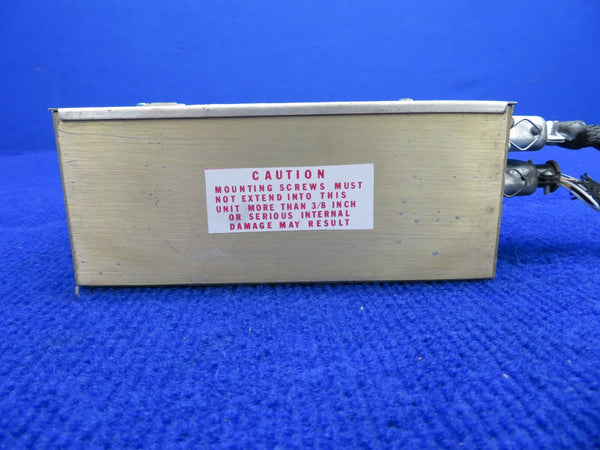 CAUTION
MOUNTING SCREWS MUST
NOT EXTEND INTO THIS
UNIT MORE THAN 3/8 INCH
OR SERIOUS INTERNAL
DAMAGE MAY RESULT